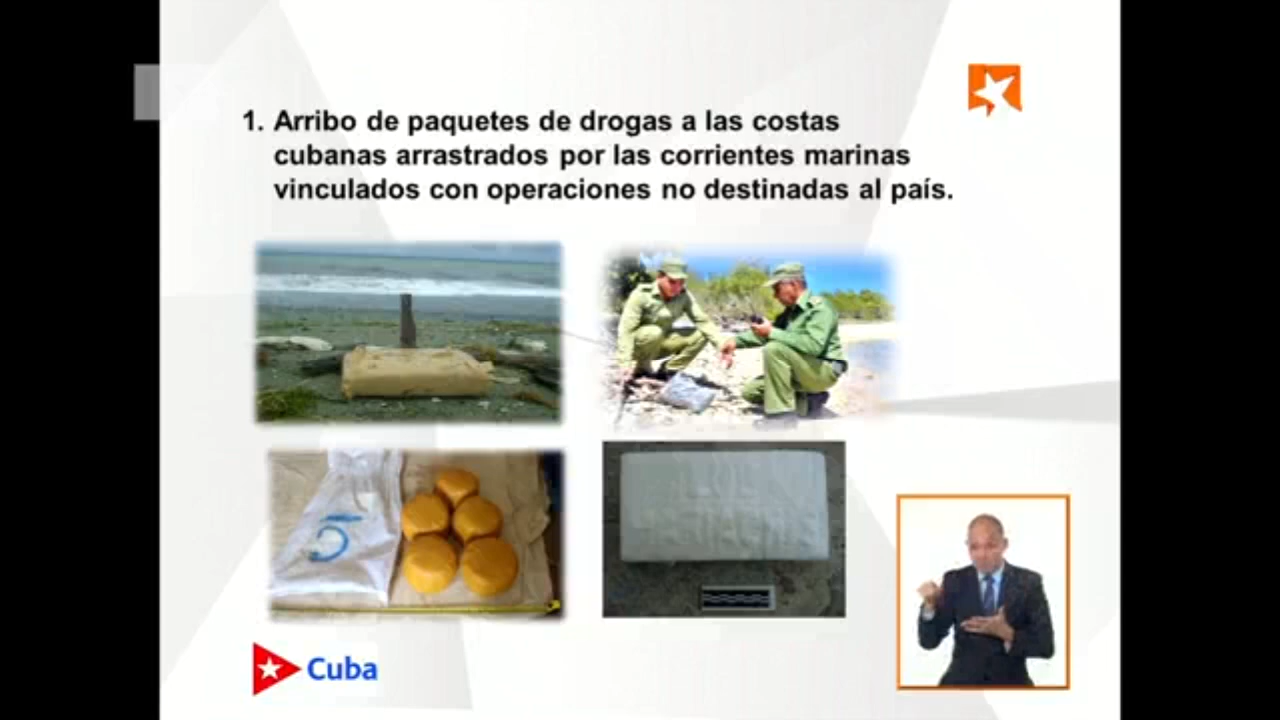 1. Arribo de paquetes de drogas a las costas
cubanas arrastrados por las corrientes marinas
vinculados con operaciones no destinadas al país.
5
Cuba